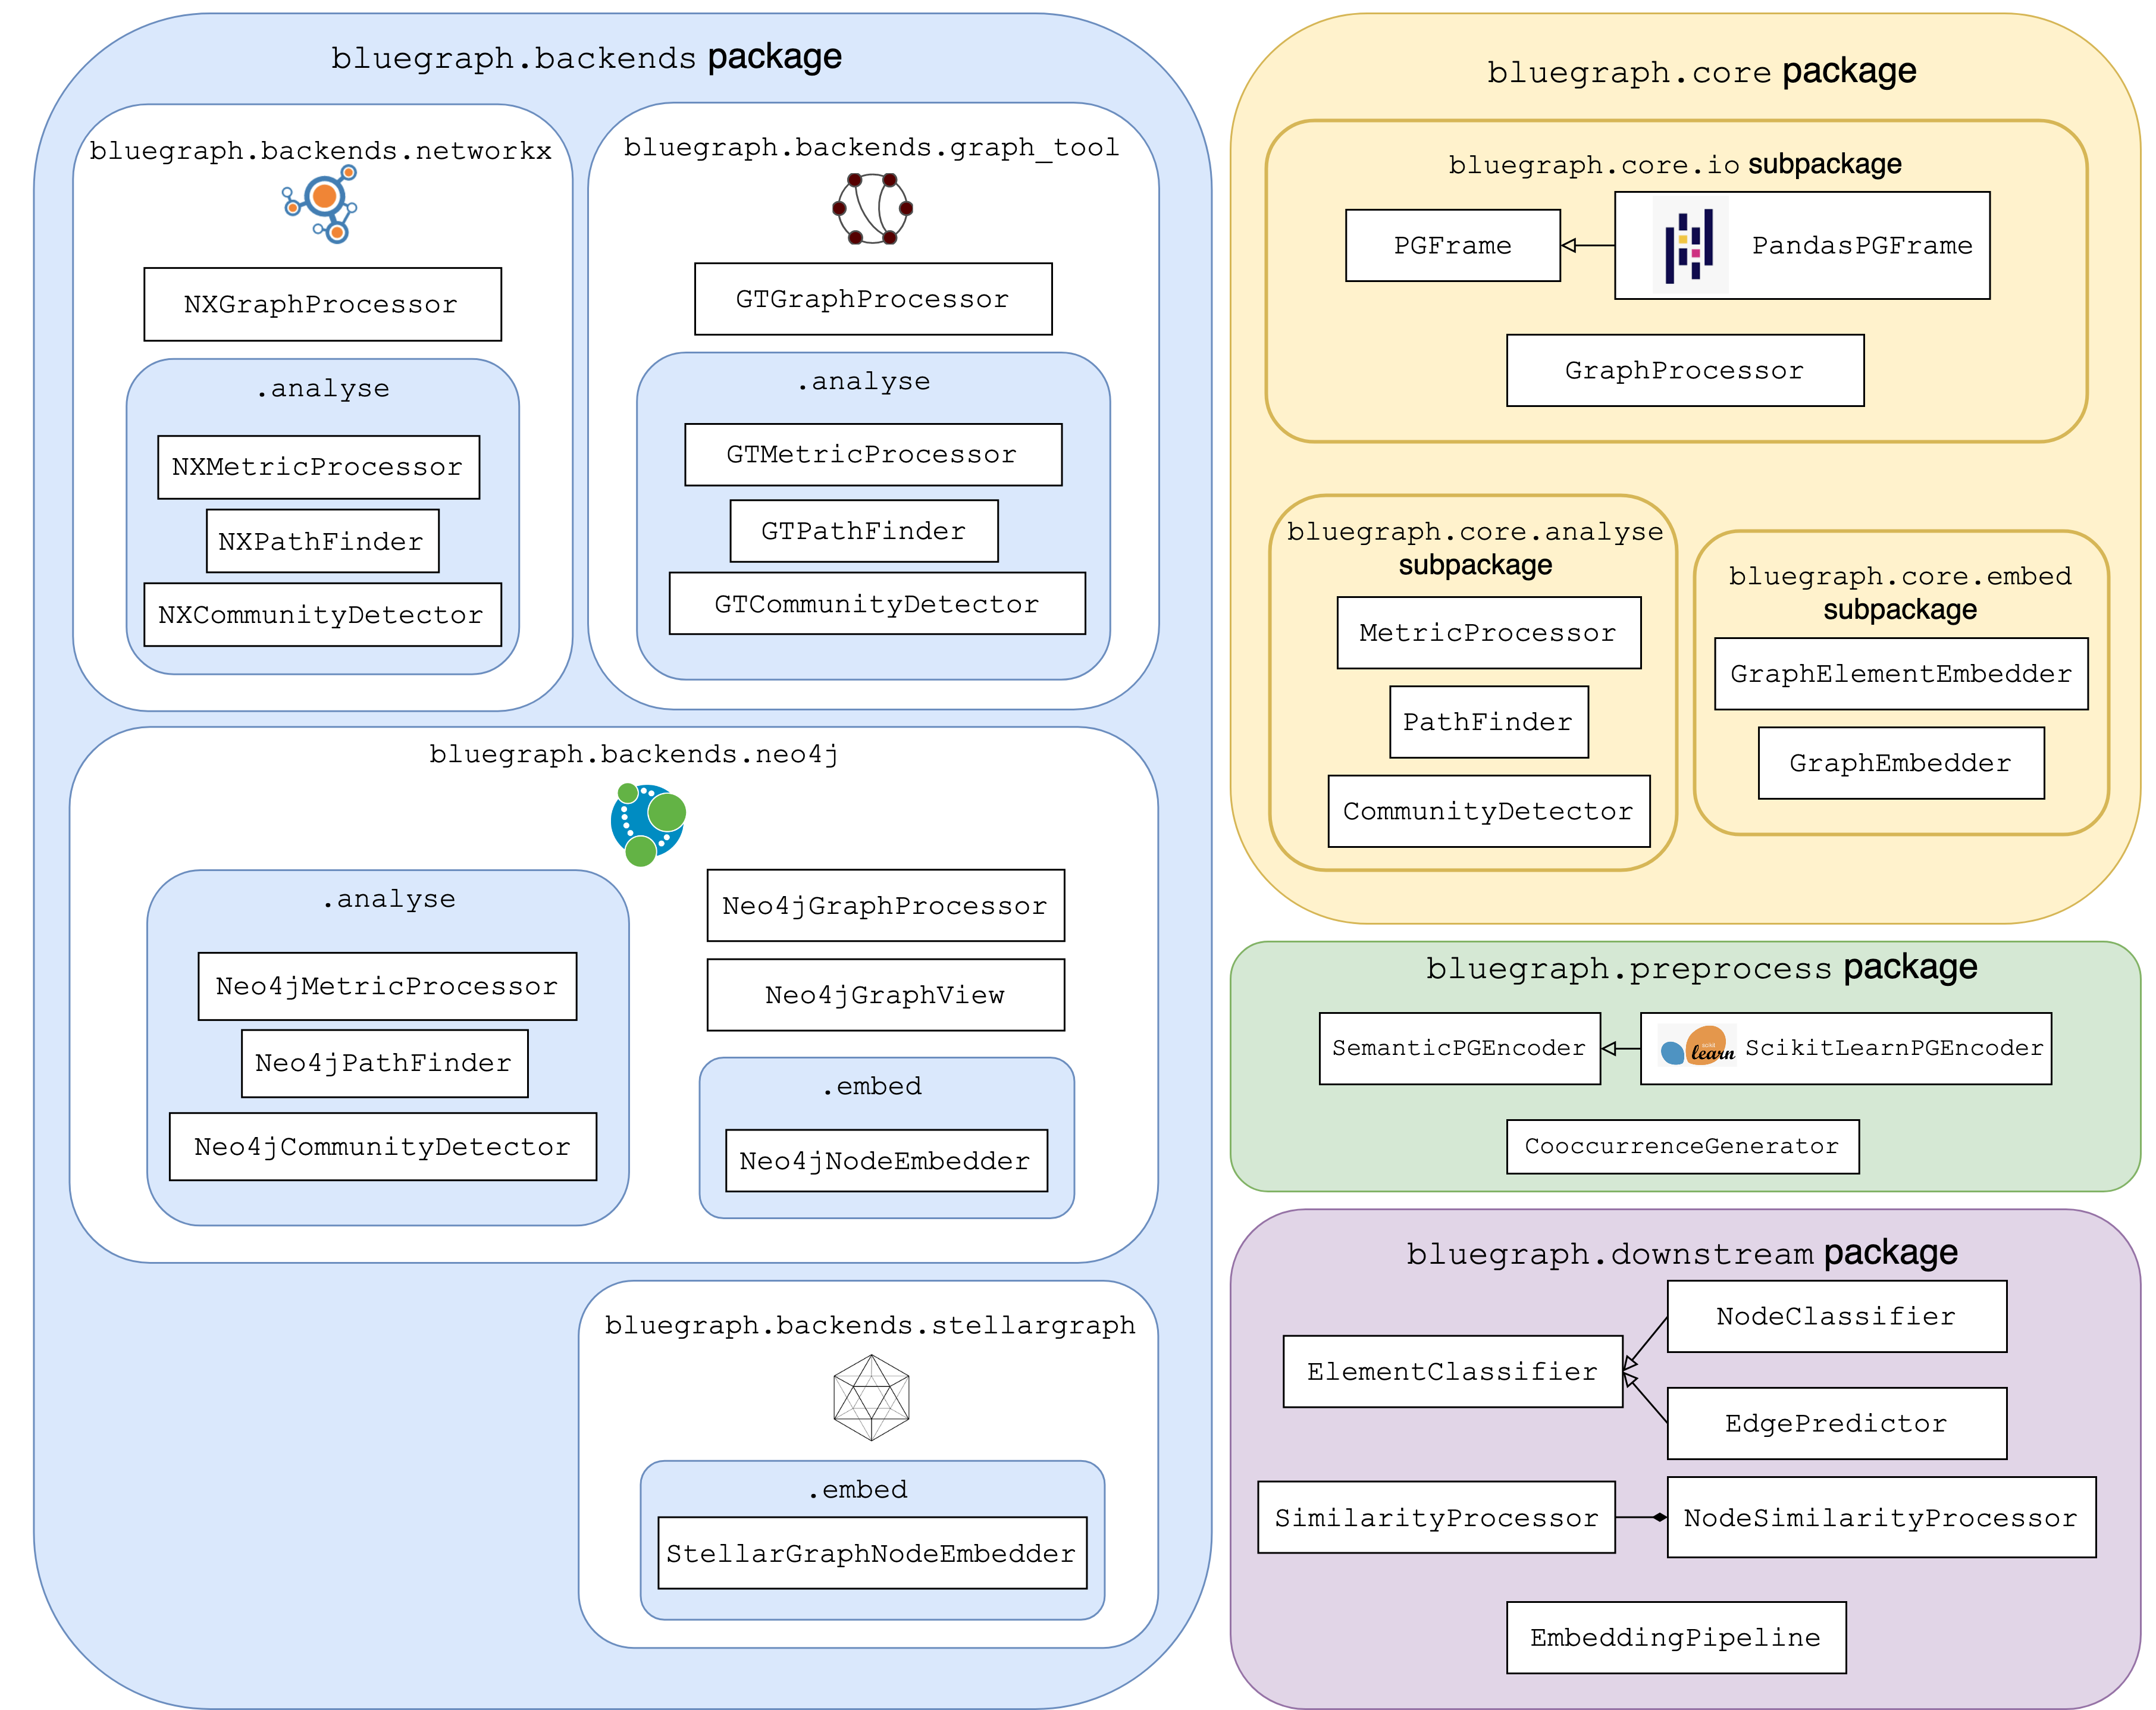 bluegraph.backends package
bluegraph.backends.networkx
NXGraphProcessor
.analyse
NXMetricProcessor
NXPathFinder
NXCommunityDetector
bluegraph.backends.graph_tool
GTGraphProcessor
.analyse
GTMetricProcessor
GTPathFinder
GTCommunityDetector
bluegraph.backends.neo4j
.analyse
Neo4jMetricProcessor
Neo4jPathFinder
Neo4jCommunityDetector
Neo4jGraphProcessor
Neo4jGraphView
.embed
Neo4jNodeEmbedder
bluegraph.backends.stellargraph
.embed
StellarGraphNodeEmbedder
bluegraph.core package
bluegraph.core.io subpackage
PGFrame
PandasPGFrame
GraphProcessor
bluegraph.core.analyse
subpackage
MetricProcessor
PathFinder
CommunityDetector
bluegraph.core.embed
subpackage
GraphElementEmbedder
GraphEmbedder
bluegraph.preprocess package
SemanticPGEncoder
scikit
learn
ScikitLearnPGEncoder
CooccurrenceGenerator
bluegraph.downstream package
ElementClassifier
NodeClassifier
EdgePredictor
SimilarityProcessor
NodeSimilarityProcessor
EmbeddingPipeline